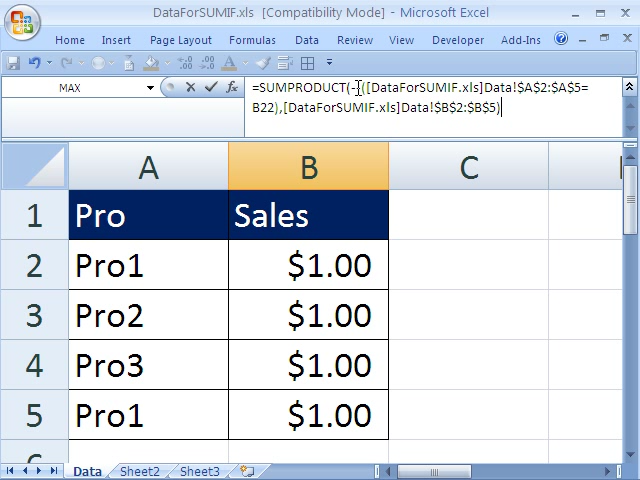 DataForSUMIF.xls [Compatibility Mode] - Microsoft Excel
Home Insert Page Layout Formulas Data Review View Developer Add-Ins
MAX fx =SUMPRODUCT(--([DataForSUMIF.xls]Data!$A$2:$A$5=
B22),[DataForSUMIF.xls]Data!$B$2:$B$5)
A B C
1 Pro Sales
2 Pro1 $1.00
3 Pro2 $1.00
4 Pro3 $1.00
5 Pro1 $1.00
Data Sheet2 Sheet3